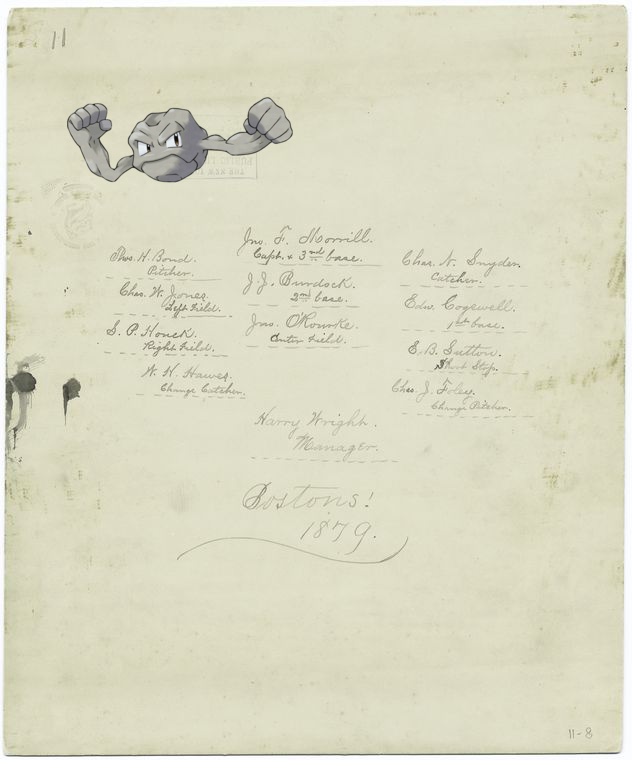 11
Jno. F. Morrill.
Capt. & 3nd base.
Thos. H. Bond.
Pitcher.
Chas. N. Snyder.
Catcher.
J. J. Burdock.
2nd base.
Chas. W. Jones.
Left Field.
Edw. Cogswell.
1st base.
Jno. O'Rourke.
Center Field.
S. P. Houck.
Right Field.
E. B. Sutton.
Short Stop.
W. H. Hawes.
Change Catcher.
Chas. J. Foley.
Change Pitcher.
Harry Wright.
Manager.
Bostons!
1879.
11-8